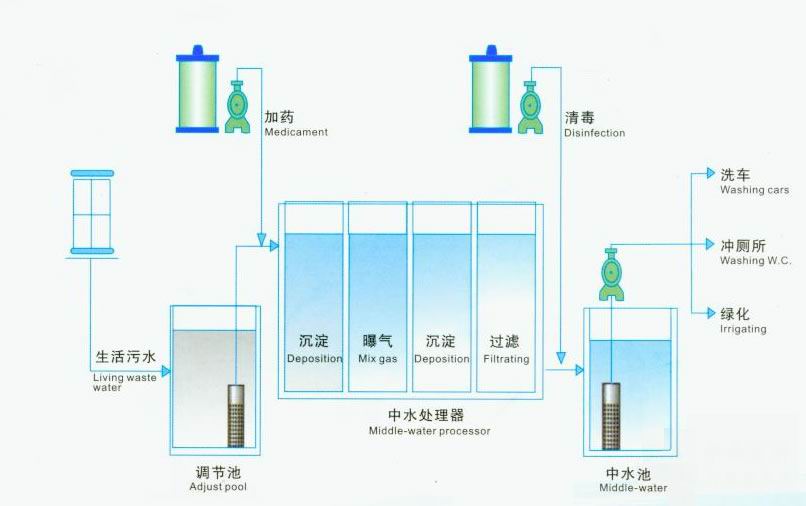 加药
Medicament
清毒
Disinfection
洗车
Washing cars
冲厕所
Washing W.C.
绿化
Irrigating
沉淀
Deposition
曝气
Mix gas
沉淀
Deposition
过滤
Filtrating
生活污水
Living waste
water
中水处理器
Middle-water processor
调节池
Adjust pool
中水池
Middle-water